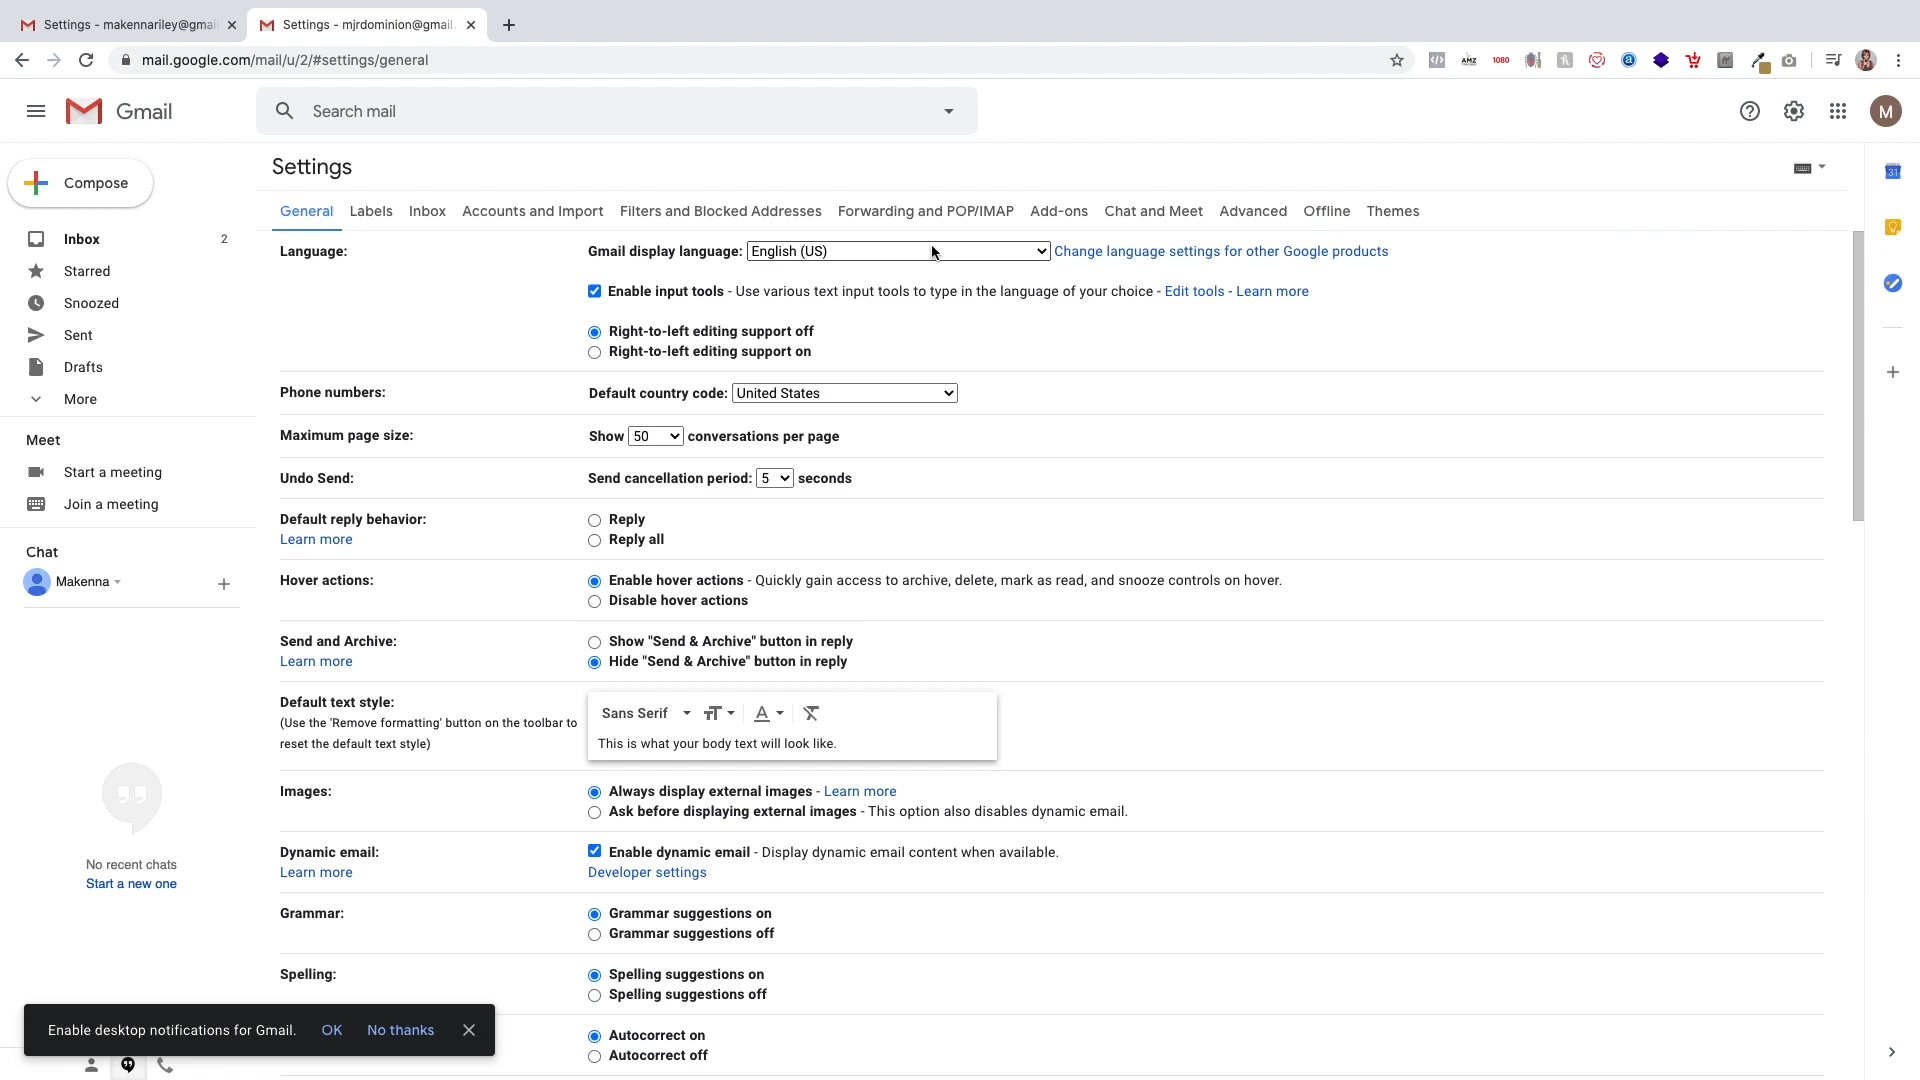 Settings - makennariley@gmai
Settings - mjrdominion@gmail.
mail.google.com/mail/u/2/#settings/general
1080
Gmail
Search mail
M
Compose
Inbox 2
Starred
Snoozed
Sent
Drafts
More
Meet
Start a meeting
Join a meeting
Chat
Makenna
No recent chats
Start a new one
Settings
General Labels Inbox Accounts and Import Filters and Blocked Addresses Forwarding and POP/IMAP Add-ons Chat and Meet Advanced Offline Themes
Language: Gmail display language: English (US) Change language settings for other Google products
Enable input tools - Use various text input tools to type in the language of your choice - Edit tools - Learn more
Right-to-left editing support off
Right-to-left editing support on
Phone numbers: Default country code: United States
Maximum page size: Show 50 conversations per page
Undo Send: Send cancellation period: 5 seconds
Default reply behavior: Reply
Learn more Reply all
Hover actions: Enable hover actions - Quickly gain access to archive, delete, mark as read, and snooze controls on hover.
Disable hover actions
Send and Archive: Show "Send & Archive" button in reply
Learn more Hide "Send & Archive" button in reply
Default text style:
(Use the 'Remove formatting' button on the toolbar to
reset the default text style)
Sans Serif
This is what your body text will look like.
Images: Always display external images - Learn more
Ask before displaying external images - This option also disables dynamic email.
Dynamic email: Enable dynamic email - Display dynamic email content when available.
Learn more Developer settings
Grammar: Grammar suggestions on
Grammar suggestions off
Spelling: Spelling suggestions on
Spelling suggestions off
Autocorrect on
Autocorrect off
Enable desktop notifications for Gmail. OK No thanks
31